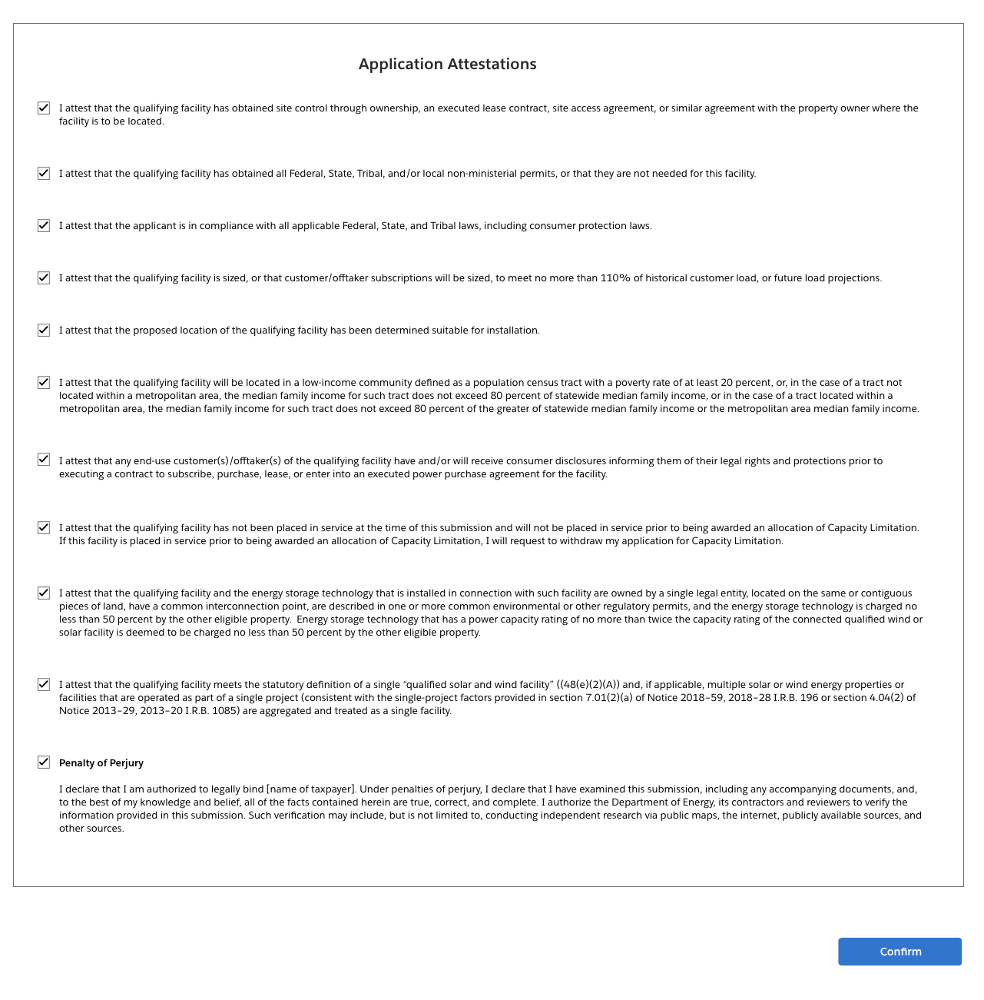 Application Attestations
I attest that the qualifying facility has obtained site control through ownership, an executed lease contract, site access agreement, or similar agreement with the property owner where the
facility is to be located.
I attest that the qualifying facility has obtained all Federal, State, Tribal, and/or local non-ministerial permits, or that they are not needed for this facility.
I attest that the applicant is in compliance with all applicable Federal, State, and Tribal laws, including consumer protection laws.
I attest that the qualifying facility is sized, or that customer/offtaker subscriptions will be sized, to meet no more than 110% of historical customer load, or future load projections.
I attest that the proposed location of the qualifying facility has been determined suitable for installation.
I attest that the qualifying facility will be located in a low-income community defined as a population census tract with a poverty rate of at least 20 percent, or, in the case of a tract not
located within a metropolitan area, the median family income for such tract does not exceed 80 percent of statewide median family income, or in the case of a tract located within a
metropolitan area, the median family income for such tract does not exceed 80 percent of the greater of statewide median family income or the metropolitan area median family income.
I attest that any end-use customer(s)/offtaker(s) of the qualifying facility have and/or will receive consumer disclosures informing them of their legal rights and protections prior to
executing a contract to subscribe, purchase, lease, or enter into an executed power purchase agreement for the facility.
I attest that the qualifying facility has not been placed in service at the time of this submission and will not be placed in service prior to being awarded an allocation of Capacity Limitation.
If this facility is placed in service prior to being awarded an allocation of Capacity Limitation, I will request to withdraw my application for Capacity Limitation.
I attest that the qualifying facility and the energy storage technology that is installed in connection with such facility are owned by a single legal entity, located on the same or contiguous
pieces of land, have a common interconnection point, are described in one or more common environmental or other regulatory permits, and the energy storage technology is charged no
less than 50 percent by the other eligible property.  Energy storage technology that has a power capacity rating of no more than twice the capacity rating of the connected qualified wind or
solar facility is deemed to be charged no less than 50 percent by the other eligible property.
I attest that the qualifying facility meets the statutory definition of a single “qualified solar and wind facility” ((48(e)(2)(A)) and, if applicable, multiple solar or wind energy properties or
facilities that are operated as part of a single project (consistent with the single-project factors provided in section 7.01(2)(a) of Notice 2018–59, 2018–28 I.R.B. 196 or section 4.04(2) of
Notice 2013–29, 2013–20 I.R.B. 1085) are aggregated and treated as a single facility.
Penalty of Perjury
I declare that I am authorized to legally bind [name of taxpayer]. Under penalties of perjury, I declare that I have examined this submission, including any accompanying documents, and,
to the best of my knowledge and belief, all of the facts contained herein are true, correct, and complete. I authorize the Department of Energy, its contractors and reviewers to verify the
information provided in this submission. Such verification may include, but is not limited to, conducting independent research via public maps, the internet, publicly available sources, and
other sources.
Confirm